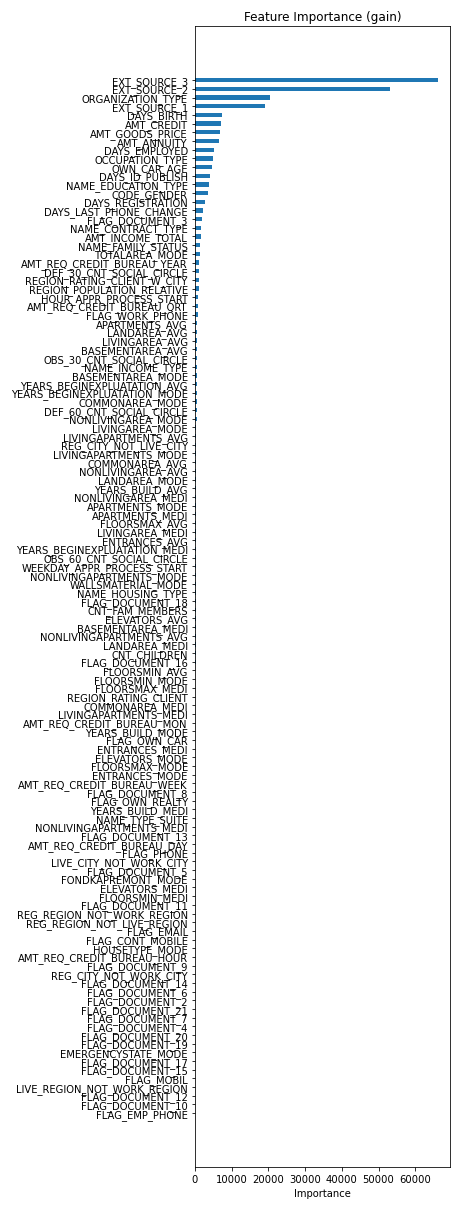 Feature Importance (gain)
EXT_SOURCE_3
EXT_SOURCE_2
ORGANIZATION_TYPE
EXT_SOURCE_1
DAYS_BIRTH
AMT_CREDIT
AMT_GOODS_PRICE
AMT_ANNUITY
DAYS_EMPLOYED
OCCUPATION_TYPE
OWN_CAR_AGE
DAYS_ID_PUBLISH
NAME_EDUCATION_TYPE
CODE_GENDER
DAYS_REGISTRATION
DAYS_LAST_PHONE_CHANGE
FLAG_DOCUMENT_3
NAME_CONTRACT_TYPE
AMT_INCOME_TOTAL
NAME_FAMILY_STATUS
TOTALAREA_MODE
AMT_REQ_CREDIT_BUREAU_YEAR
DEF_30_CNT_SOCIAL_CIRCLE
REGION_RATING_CLIENT_W_CITY
REGION_POPULATION_RELATIVE
HOUR_APPR_PROCESS_START
AMT_REQ_CREDIT_BUREAU_QRT
FLAG_WORK_PHONE
APARTMENTS_AVG
LANDAREA_AVG
LIVINGAREA_AVG
BASEMENTAREA_AVG
OBS_30_CNT_SOCIAL_CIRCLE
NAME_INCOME_TYPE
BASEMENTAREA_MODE
YEARS_BEGINEXPLUATATION_AVG
YEARS_BEGINEXPLUATATION_MODE
COMMONAREA_MODE
DEF_60_CNT_SOCIAL_CIRCLE
NONLIVINGAREA_MODE
LIVINGAREA_MODE
LIVINGAPARTMENTS_AVG
REG_CITY_NOT_LIVE_CITY
LIVINGAPARTMENTS_MODE
COMMONAREA_AVG
NONLIVINGAREA_AVG
LANDAREA_MODE
YEARS_BUILD_AVG
NONLIVINGAREA_MEDI
APARTMENTS_MODE
APARTMENTS_MEDI
FLOORSMAX_AVG
LIVINGAREA_MEDI
ENTRANCES_AVG
YEARS_BEGINEXPLUATATION_MEDI
OBS_60_CNT_SOCIAL_CIRCLE
WEEKDAY_APPR_PROCESS_START
NONLIVINGAPARTMENTS_MODE
WALLSMATERIAL_MODE
NAME_HOUSING_TYPE
FLAG_DOCUMENT_18
CNT_FAM_MEMBERS
ELEVATORS_AVG
BASEMENTAREA_MEDI
NONLIVINGAPARTMENTS_AVG
LANDAREA_MEDI
CNT_CHILDREN
FLAG_DOCUMENT_16
FLOORSMIN_AVG
FLOORSMIN_MODE
FLOORSMAX_MEDI
REGION_RATING_CLIENT
COMMONAREA_MEDI
LIVINGAPARTMENTS_MEDI
AMT_REQ_CREDIT_BUREAU_MON
YEARS_BUILD_MODE
FLAG_OWN_CAR
ENTRANCES_MEDI
ELEVATORS_MODE
FLOORSMAX_MODE
ENTRANCES_MODE
AMT_REQ_CREDIT_BUREAU_WEEK
FLAG_DOCUMENT_8
FLAG_OWN_REALTY
YEARS_BUILD_MEDI
NAME_TYPE_SUITE
NONLIVINGAPARTMENTS_MEDI
FLAG_DOCUMENT_13
AMT_REQ_CREDIT_BUREAU_DAY
FLAG_PHONE
LIVE_CITY_NOT_WORK_CITY
FLAG_DOCUMENT_5
FONDKAPREMONT_MODE
ELEVATORS_MEDI
FLOORSMIN_MEDI
FLAG_DOCUMENT_11
REG_REGION_NOT_WORK_REGION
REG_REGION_NOT_LIVE_REGION
FLAG_EMAIL
FLAG_CONT_MOBILE
HOUSETYPE_MODE
AMT_REQ_CREDIT_BUREAU_HOUR
FLAG_DOCUMENT_9
REG_CITY_NOT_WORK_CITY
FLAG_DOCUMENT_14
FLAG_DOCUMENT_6
FLAG_DOCUMENT_2
FLAG_DOCUMENT_21
FLAG_DOCUMENT_7
FLAG_DOCUMENT_4
FLAG_DOCUMENT_20
FLAG_DOCUMENT_19
EMERGENCYSTATE_MODE
FLAG_DOCUMENT_17
FLAG_DOCUMENT_15
FLAG_MOBIL
LIVE_REGION_NOT_WORK_REGION
FLAG_DOCUMENT_12
FLAG_DOCUMENT_10
FLAG_EMP_PHONE
0 10000 20000 30000 40000 50000 60000
Importance